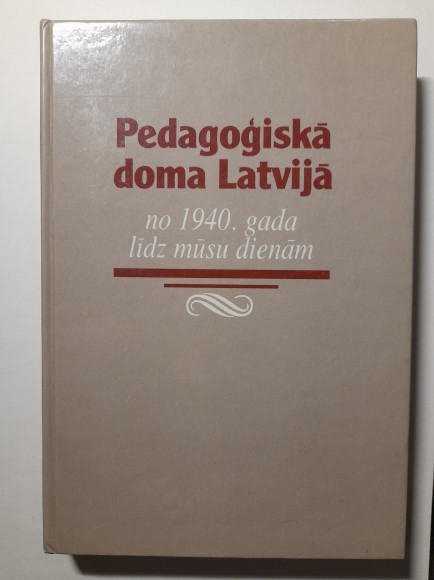 Pedagoģiskā
doma Latvijā
no 1940. gada
līdz mūsu dienām